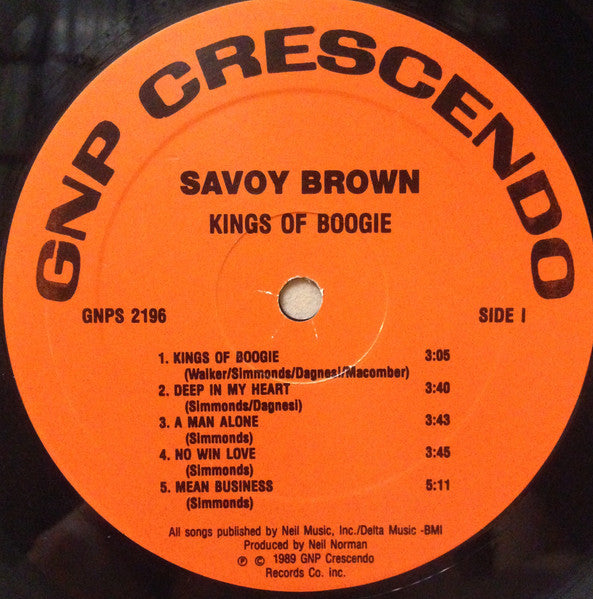 GNP CRESCENDO
SAVOY BROWN
KINGS OF BOOGIE
GNPS 2196 SIDE I
1. KINGS OF BOOGIE 3:05
(Walker/Simmonds/Dagnesi/Macomber)
2. DEEP IN MY HEART 3:40
(Simmonds/Dagnesi)
3. A MAN ALONE 3:43
(Simmonds)
4. NO WIN LOVE 3:45
(Simmonds)
5. MEAN BUSINESS 5:11
(Simmonds)
All songs published by Neil Music, Inc./Delta Music -BMI
Produced by Neil Norman
℗ © 1989 GNP Crescendo
Records Co. inc.